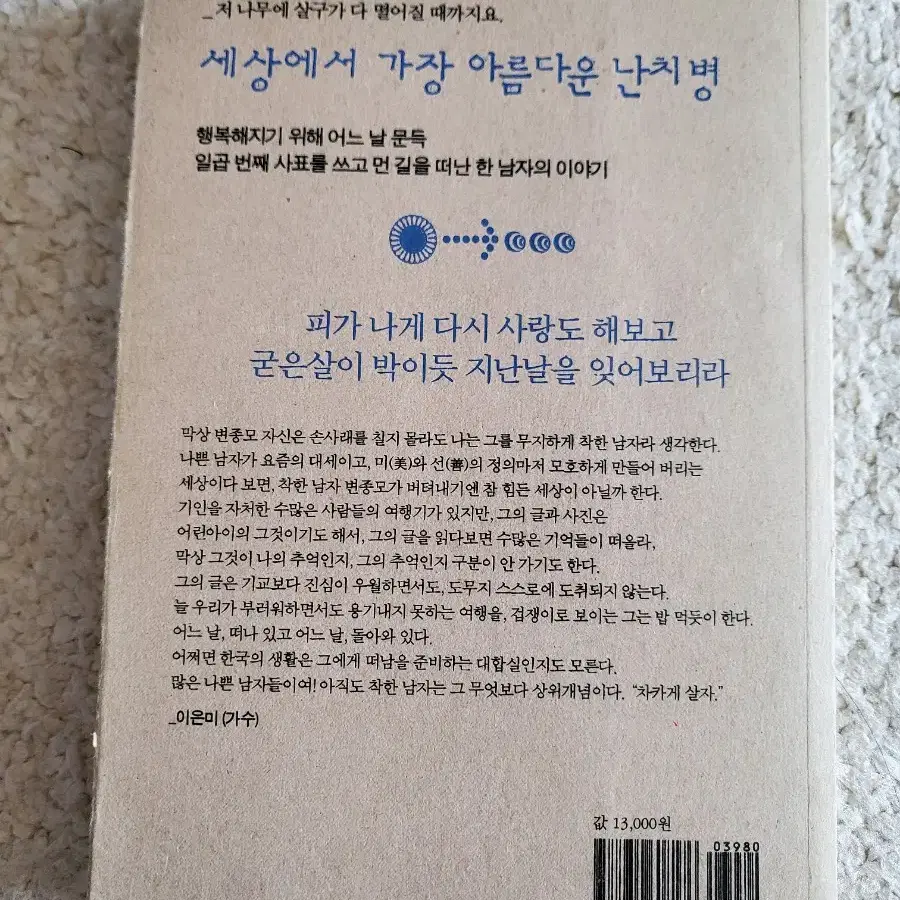 _저 나무에 살구가 다 떨어질 때까지요.
세상에서 가장 아름다운 난치병
행복해지기 위해 어느 날 문득
일곱 번째 사표를 쓰고 먼 길을 떠난 한 남자의 이야기
피가 나게 다시 사랑도 해보고
굳은살이 박이듯 지난날을 잊어보리라
막상 변종모 자신은 손사래를 칠지 몰라도 나는 그를 무지하게 착한 남자라 생각한다.
나쁜 남자가 요즘의 대세이고, 미(美)와 선(善)의 정의마저 모호하게 만들어 버리는
세상이다 보면, 착한 남자 변종모가 버텨내기엔 참 힘든 세상이 아닐까 한다.
기인을 자처한 수많은 사람들의 여행기가 있지만, 그의 글과 사진은
어린아이의 그것이기도 해서, 그의 글을 읽다보면 수많은 기억들이 떠올라,
막상 그것이 나의 추억인지, 그의 추억인지 구분이 안 가기도 한다.
그의 글은 기교보다 진심이 우월하면서도, 도무지 스스로에 도취되지 않는다.
늘 우리가 부러워하면서도 용기내지 못하는 여행을, 겁쟁이로 보이는 그는 밥 먹듯이 한다.
어느 날, 떠나 있고 어느 날, 돌아와 있다.
어쩌면 한국의 생활은 그에게 떠남을 준비하는 대합실인지도 모른다.
많은 나쁜 남자들이여! 아직도 착한 남자는 그 무엇보다 상위개념이다. “차카게 살자.”
_이은미 (가수)
값 13,000원
03980